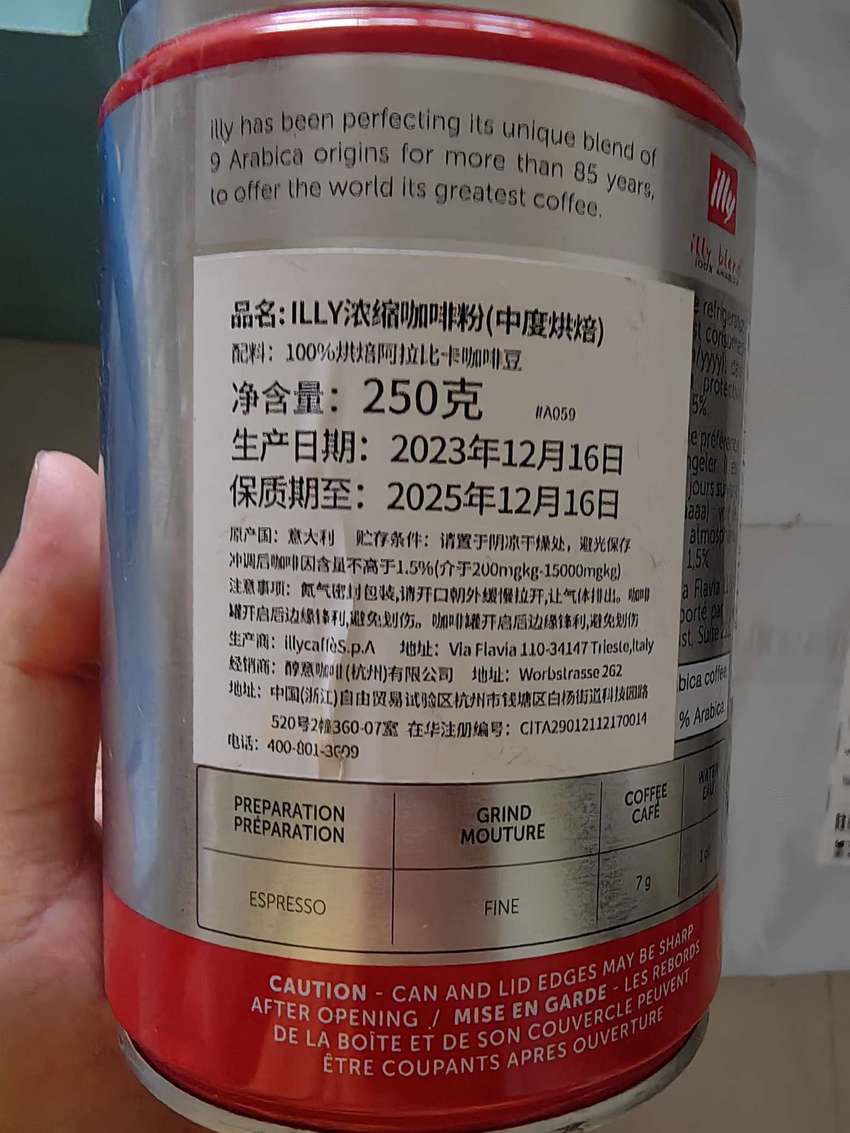 illy has been perfecting its unique blend of
9 Arabica origins for more than 85 years,
to offer the world its greatest coffee.
illy
illy blend
100% ARABICA
品名: ILLY浓缩咖啡粉(中度烘焙)
配料：100%烘焙阿拉比卡咖啡豆
净含量：250克 #A059
生产日期：2023年12月16日
保质期至：2025年12月16日
原产国：意大利 贮存条件：请置于阴凉干燥处，避光保存
冲调后咖啡因含量不高于1.5%(介于200mgkg-15000mgkg)
注意事项：氮气密封包装,请开口朝外缓慢拉开,让气体排出。咖啡
罐开启后边缘锋利,避免划伤。咖啡罐开启后边缘锋利,避免划伤
生产商：illycaffèS.p.A 地址：Via Flavia 110-34147 Trieste,Italy
经销商：醇意咖啡(杭州)有限公司 地址：Worbstrasse 262
地址：中国(浙江)自由贸易试验区杭州市钱塘区白杨街道科技园路
520号2幢360-07室 在华注册编号：CITA29012112170014
电话：400-801-3609
bica coffee
% Arabica
PREPARATION
PRÉPARATION
GRIND
MOUTURE
COFFEE
CAFÉ
WATER
EAU
ESPRESSO
FINE
7 g
CAUTION - CAN AND LID EDGES MAY BE SHARP
AFTER OPENING / MISE EN GARDE - LES REBORDS
DE LA BOÎTE ET DE SON COUVERCLE PEUVENT
ÊTRE COUPANTS APRES OUVERTURE